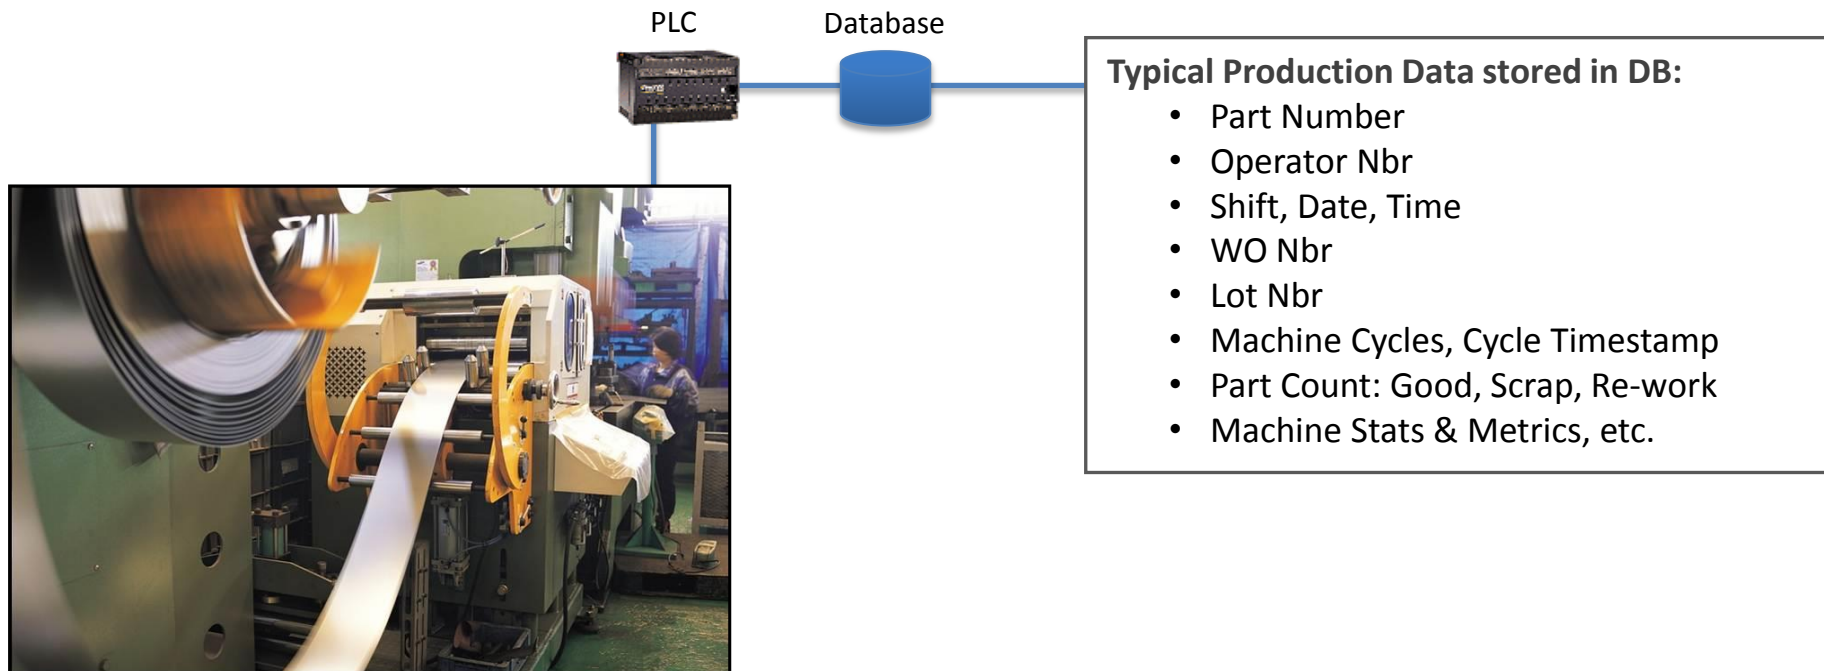 PLC
Database
Typical Production Data stored in DB:
• Part Number
• Operator Nbr
• Shift, Date, Time
• WO Nbr
• Lot Nbr
• Machine Cycles, Cycle Timestamp
• Part Count: Good, Scrap, Re-work
• Machine Stats & Metrics, etc.